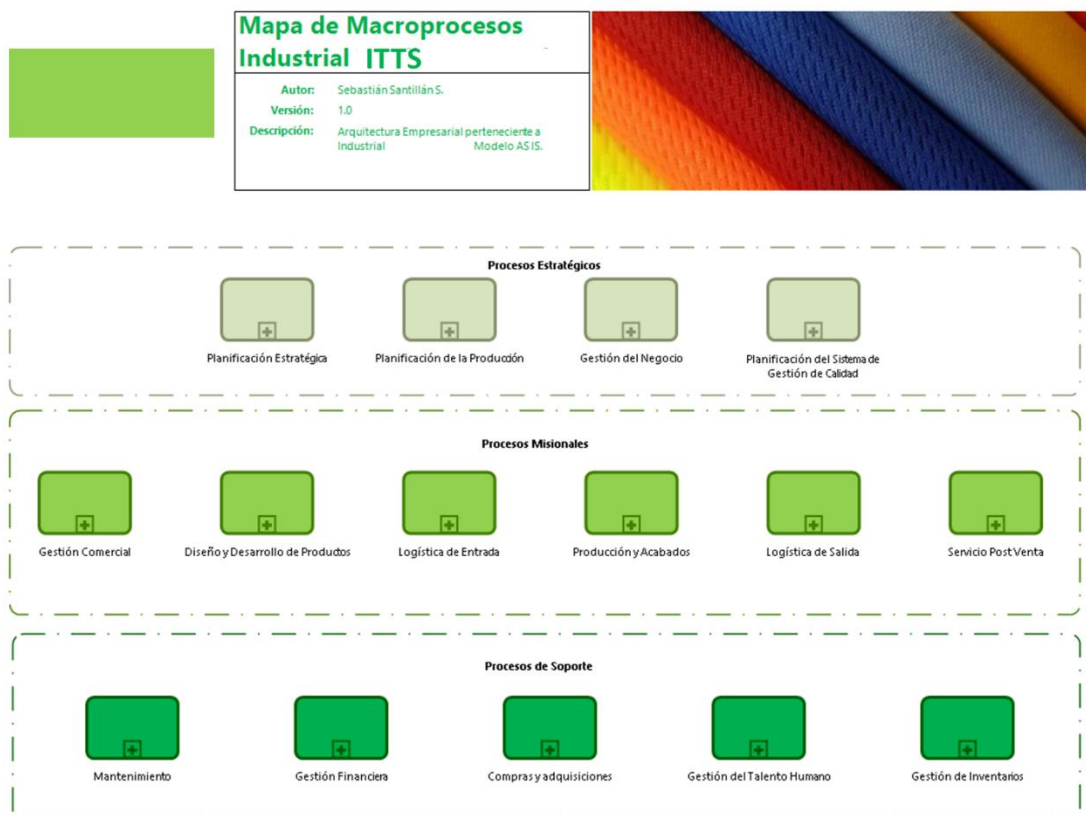 Mapa de Macroprocesos
Industrial ITTS
Autor: Sebastián Santillán S.
Versión: 1.0
Descripción: Arquitectura Empresarial perteneciente a
Industrial Modelo AS IS.
Procesos Estratégicos
Planificación Estratégica
Planificación de la Producción
Gestión del Negocio
Planificación del Sistema de
Gestión de Calidad
Procesos Misionales
Gestión Comercial
Diseño y Desarrollo de Productos
Logística de Entrada
Producción y Acabados
Logística de Salida
Servicio Post Venta
Procesos de Soporte
Mantenimiento
Gestión Financiera
Compras y adquisiciones
Gestión del Talento Humano
Gestión de Inventarios